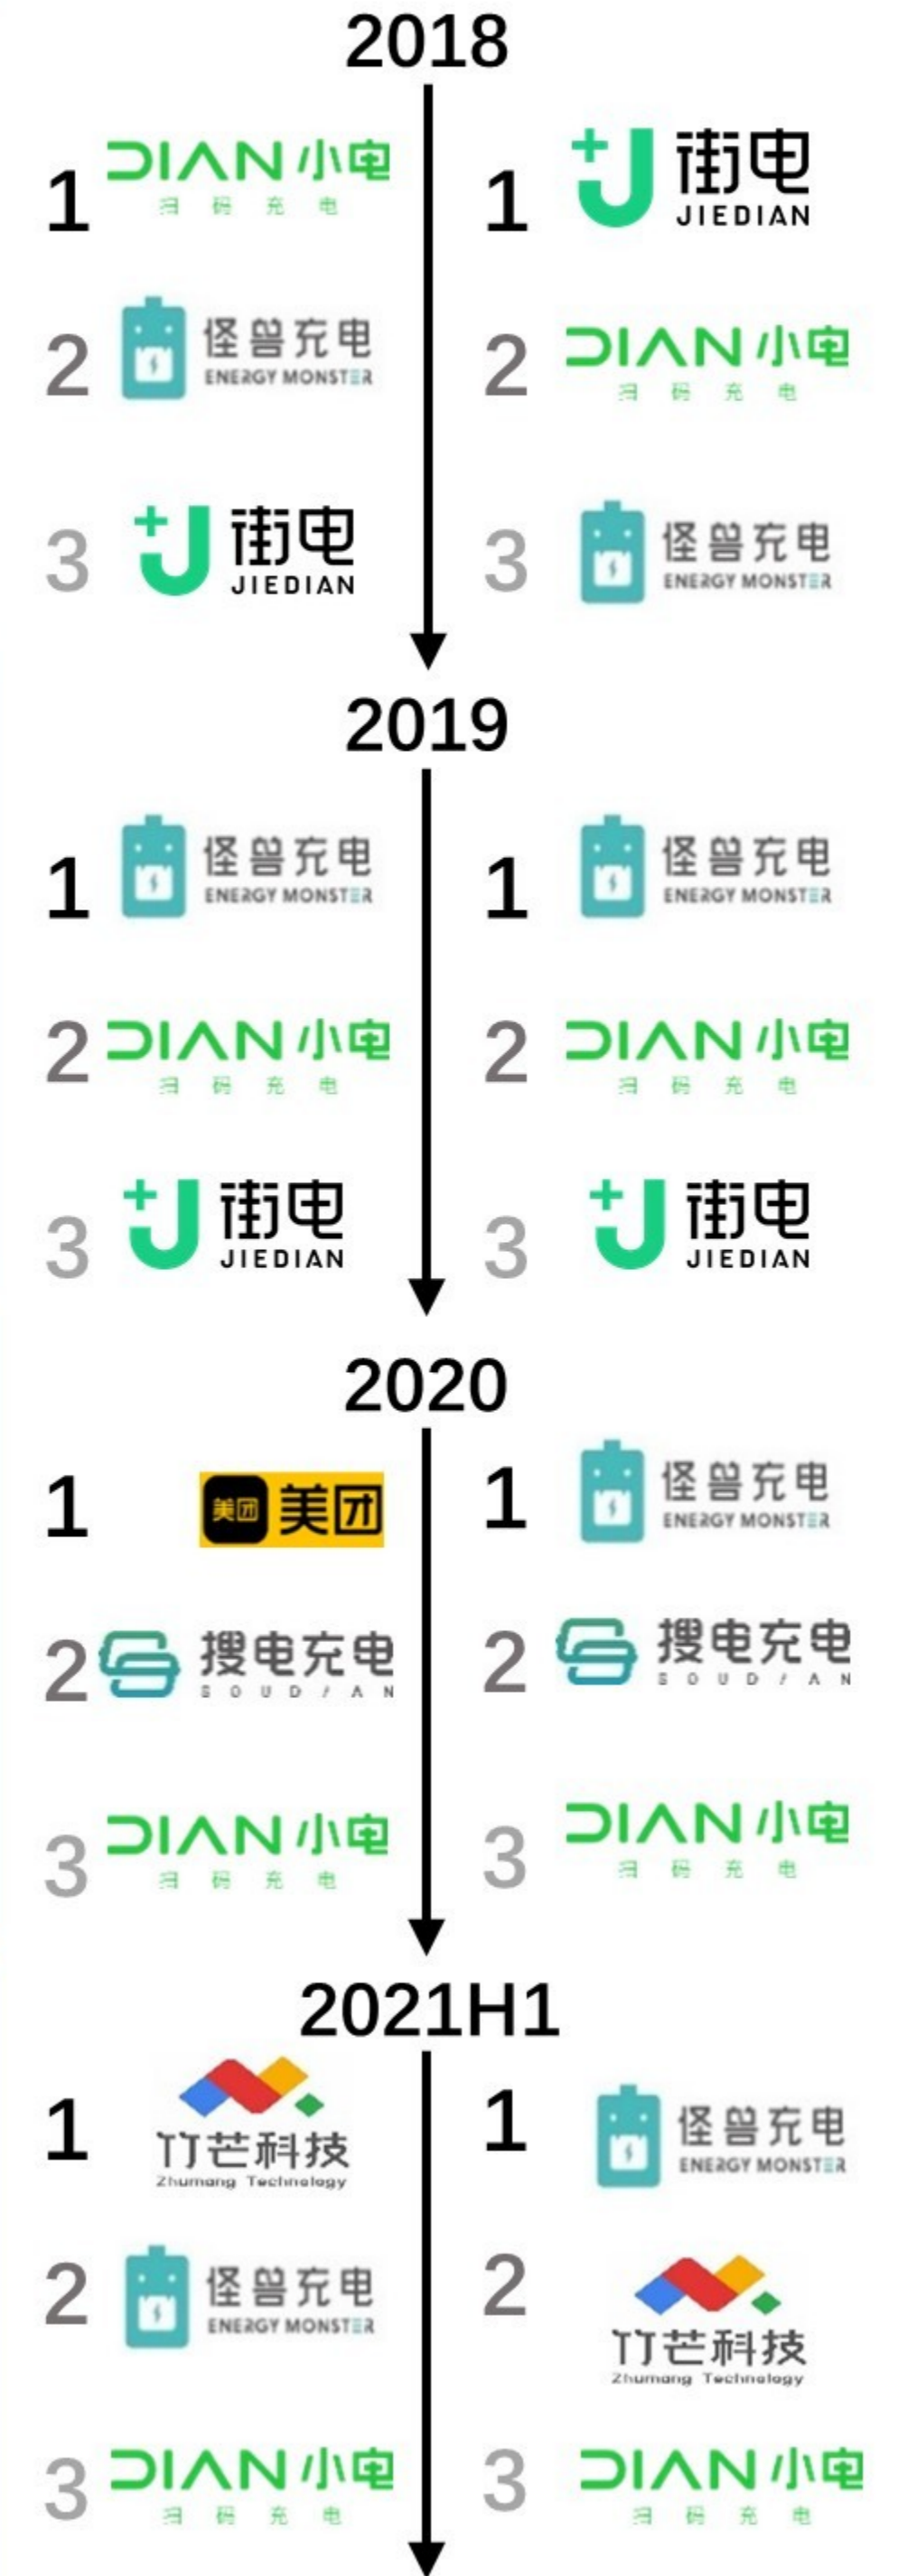 2018
1
DIAN 小电
扫码充电
1
街电
JIEDIAN
2
怪兽充电
ENERGY MONSTER
2
DIAN 小电
扫码充电
3
街电
JIEDIAN
3
怪兽充电
ENERGY MONSTER
2019
1
怪兽充电
ENERGY MONSTER
1
怪兽充电
ENERGY MONSTER
2
DIAN 小电
扫码充电
2
DIAN 小电
扫码充电
3
街电
JIEDIAN
3
街电
JIEDIAN
2020
1
美团 美团
1
怪兽充电
ENERGY MONSTER
2
搜电充电
SOUD/AN
2
搜电充电
SOUD/AN
3
DIAN 小电
扫码充电
3
DIAN 小电
扫码充电
2021H1
1
竹芒科技
Zhumang Technology
1
怪兽充电
ENERGY MONSTER
2
怪兽充电
ENERGY MONSTER
2
竹芒科技
Zhumang Technology
3
DIAN 小电
扫码充电
3
DIAN 小电
扫码充电